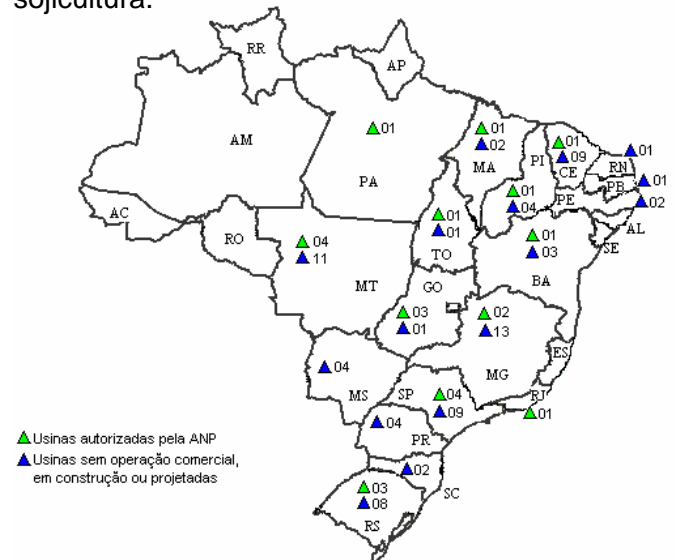 sojicultura.
RR
AP
AM
01
PA
01
02
MA
PI
01
09
CE
01
RN
01
PB
02
PE
AL
SE
01
04
AC
RO
04
11
MT
01
01
TO
01
03
BA
GO
03
01
02
13
MG
ES
04
MS
SP
04
09
RJ
01
04
PR
02
SC
03
08
RS
Usinas autorizadas pela ANP
Usinas sem operação comercial,
em construção ou projetadas